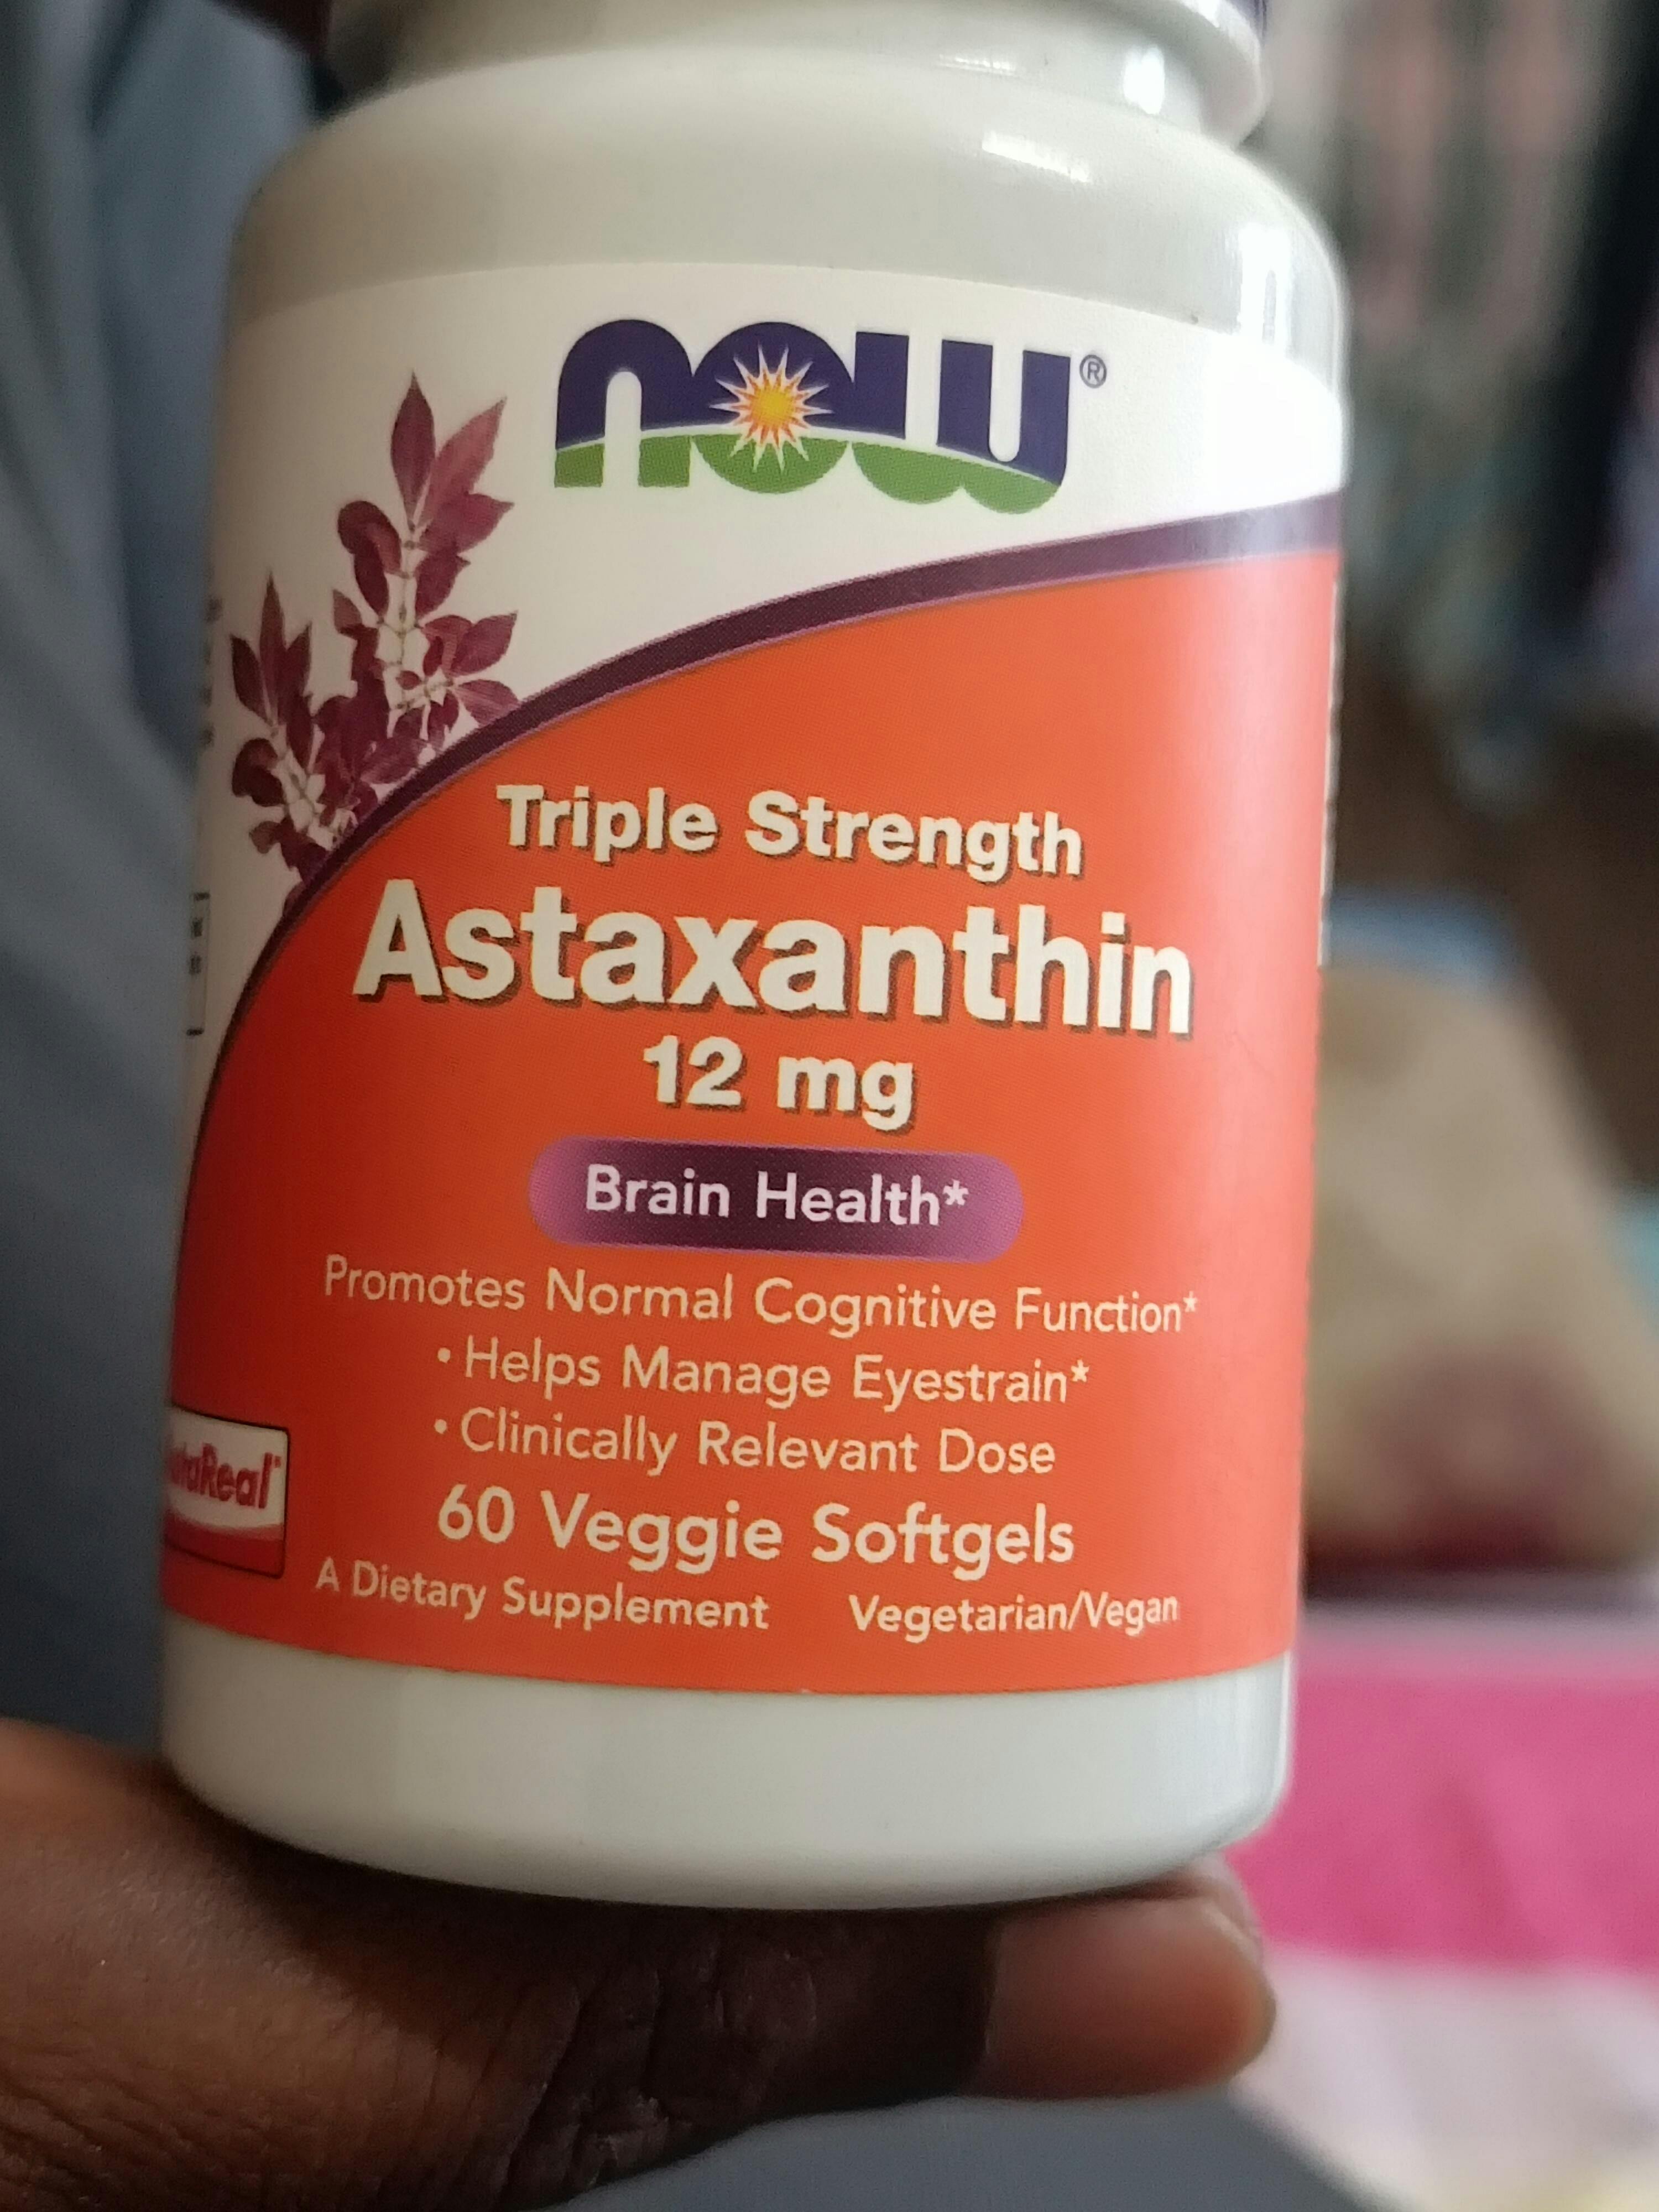 now®
Triple Strength
Astaxanthin
12 mg
Brain Health*
Promotes Normal Cognitive Function*
• Helps Manage Eyestrain*
• Clinically Relevant Dose
60 Veggie Softgels
A Dietary Supplement Vegetarian/Vegan